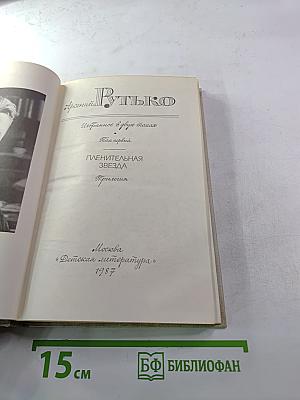 Арсений Рутько
Избранное в двух томах
Том первый
ПЛЕНИТЕЛЬНАЯ
ЗВЕЗДА
Трилогия
Москва
«Детская литература»
1987
15 см
БФ БИБЛИОФАН